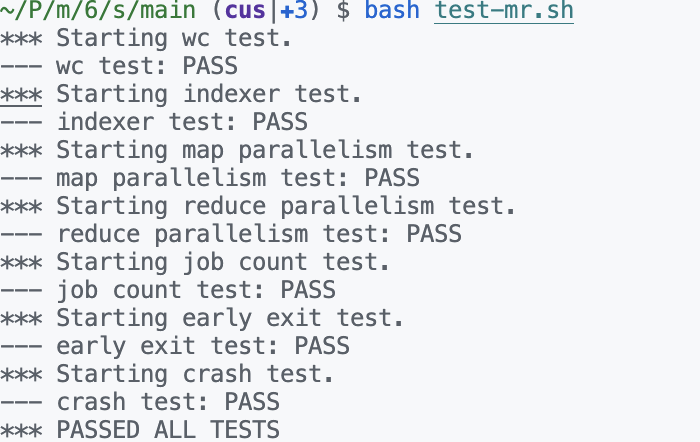 ~/P/m/6/s/main (cus|+3) $ bash test-mr.sh
*** Starting wc test.
--- wc test: PASS
*** Starting indexer test.
--- indexer test: PASS
*** Starting map parallelism test.
--- map parallelism test: PASS
*** Starting reduce parallelism test.
--- reduce parallelism test: PASS
*** Starting job count test.
--- job count test: PASS
*** Starting early exit test.
--- early exit test: PASS
*** Starting crash test.
--- crash test: PASS
*** PASSED ALL TESTS